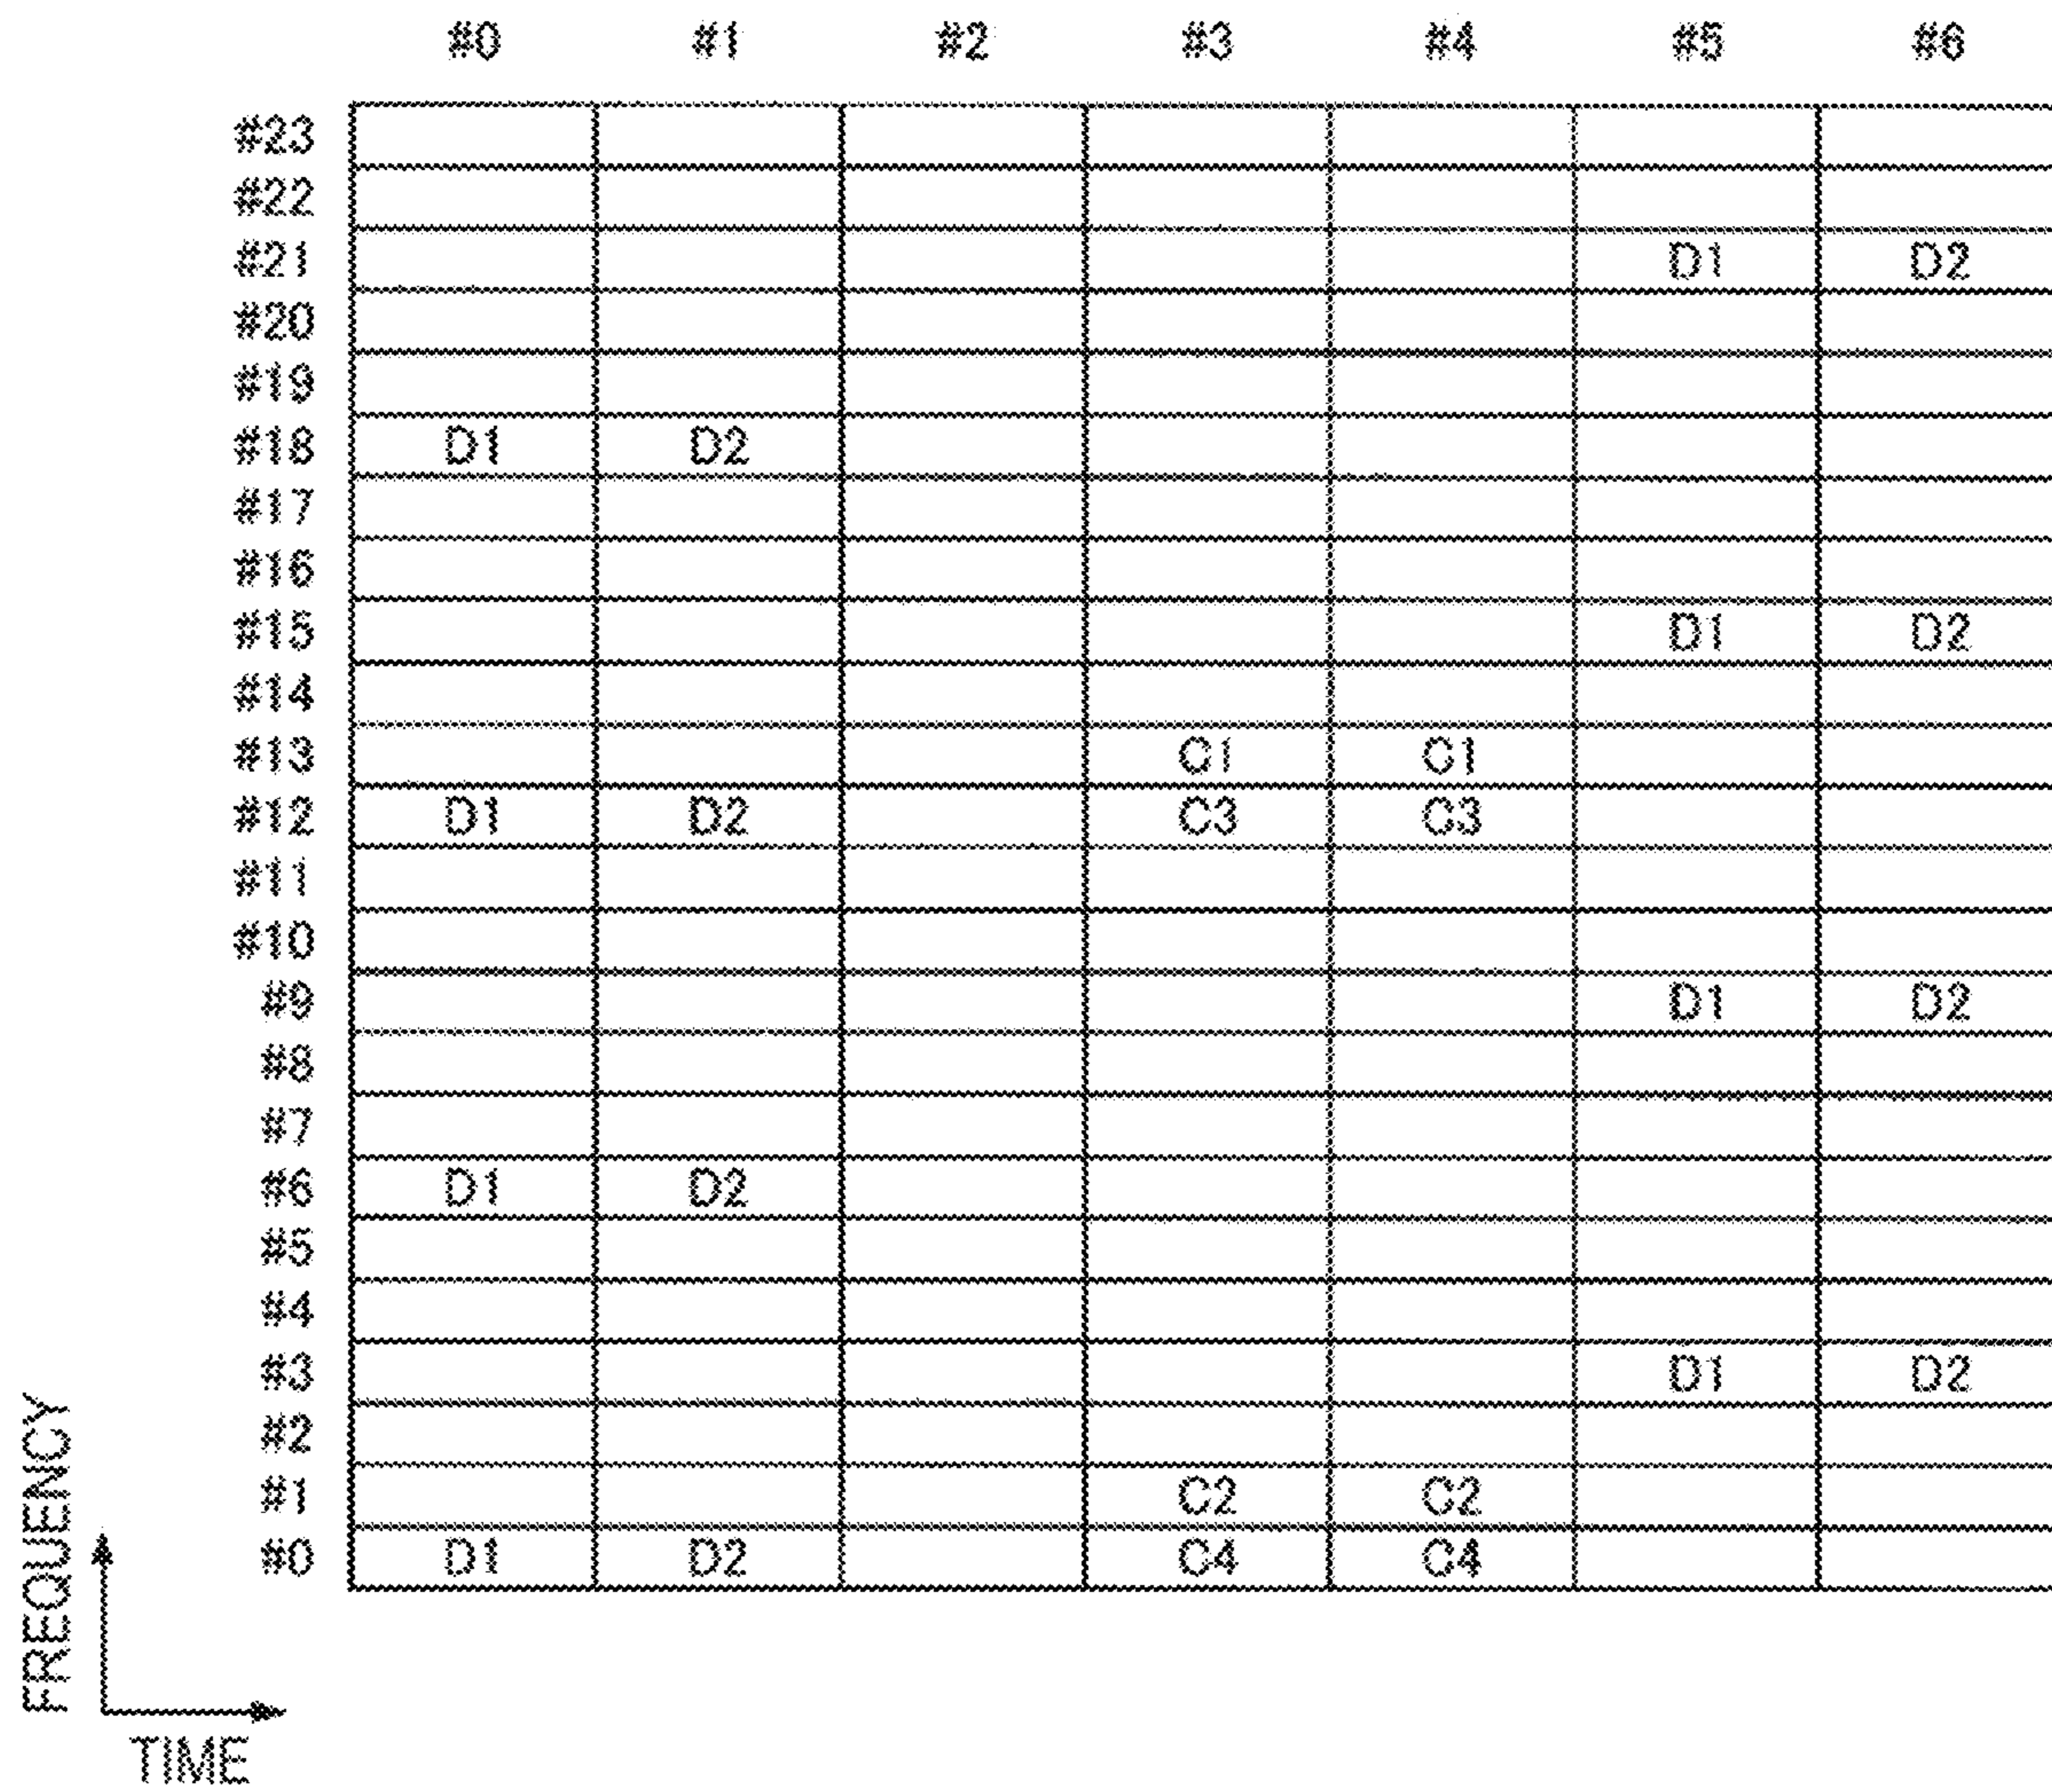 #0 #1 #2 #3 #4 #5 #6
#23
#22
#21 D1 D2
#20
#19
#18 D1 D2
#17
#16
#15 D1 D2
#14
#13 C1 C1
#12 D1 D2 C3 C3
#11
#10
#9 D1 D2
#8
#7
#6 D1 D2
#5
#4
#3 D1 D2
#2
#1 C2 C2
#0 D1 D2 C4 C4
FREQUENCY
TIME